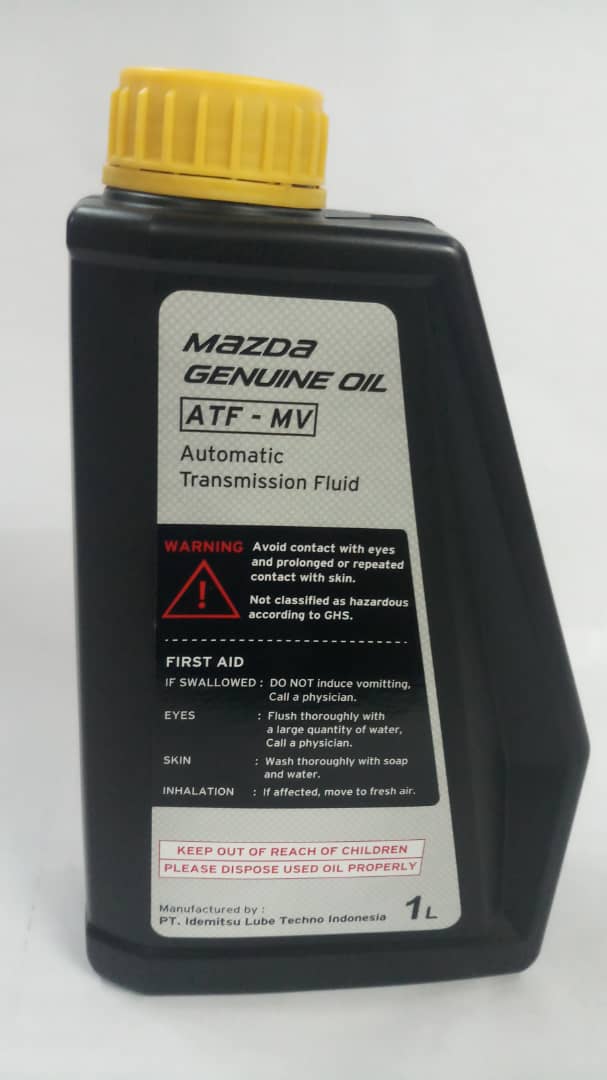 mazda
GENUINE OIL
ATF - MV
Automatic
Transmission Fluid
WARNING
Avoid contact with eyes
and prolonged or repeated
contact with skin.
!
Not classified as hazardous
according to GHS.
FIRST AID
IF SWALLOWED : DO NOT induce vomitting,
Call a physician.
EYES : Flush thoroughly with
a large quantity of water,
Call a physician.
SKIN : Wash thoroughly with soap
and water.
INHALATION : If affected, move to fresh air.
KEEP OUT OF REACH OF CHILDREN
PLEASE DISPOSE USED OIL PROPERLY
Manufactured by :
PT. Idemitsu Lube Techno Indonesia
1L